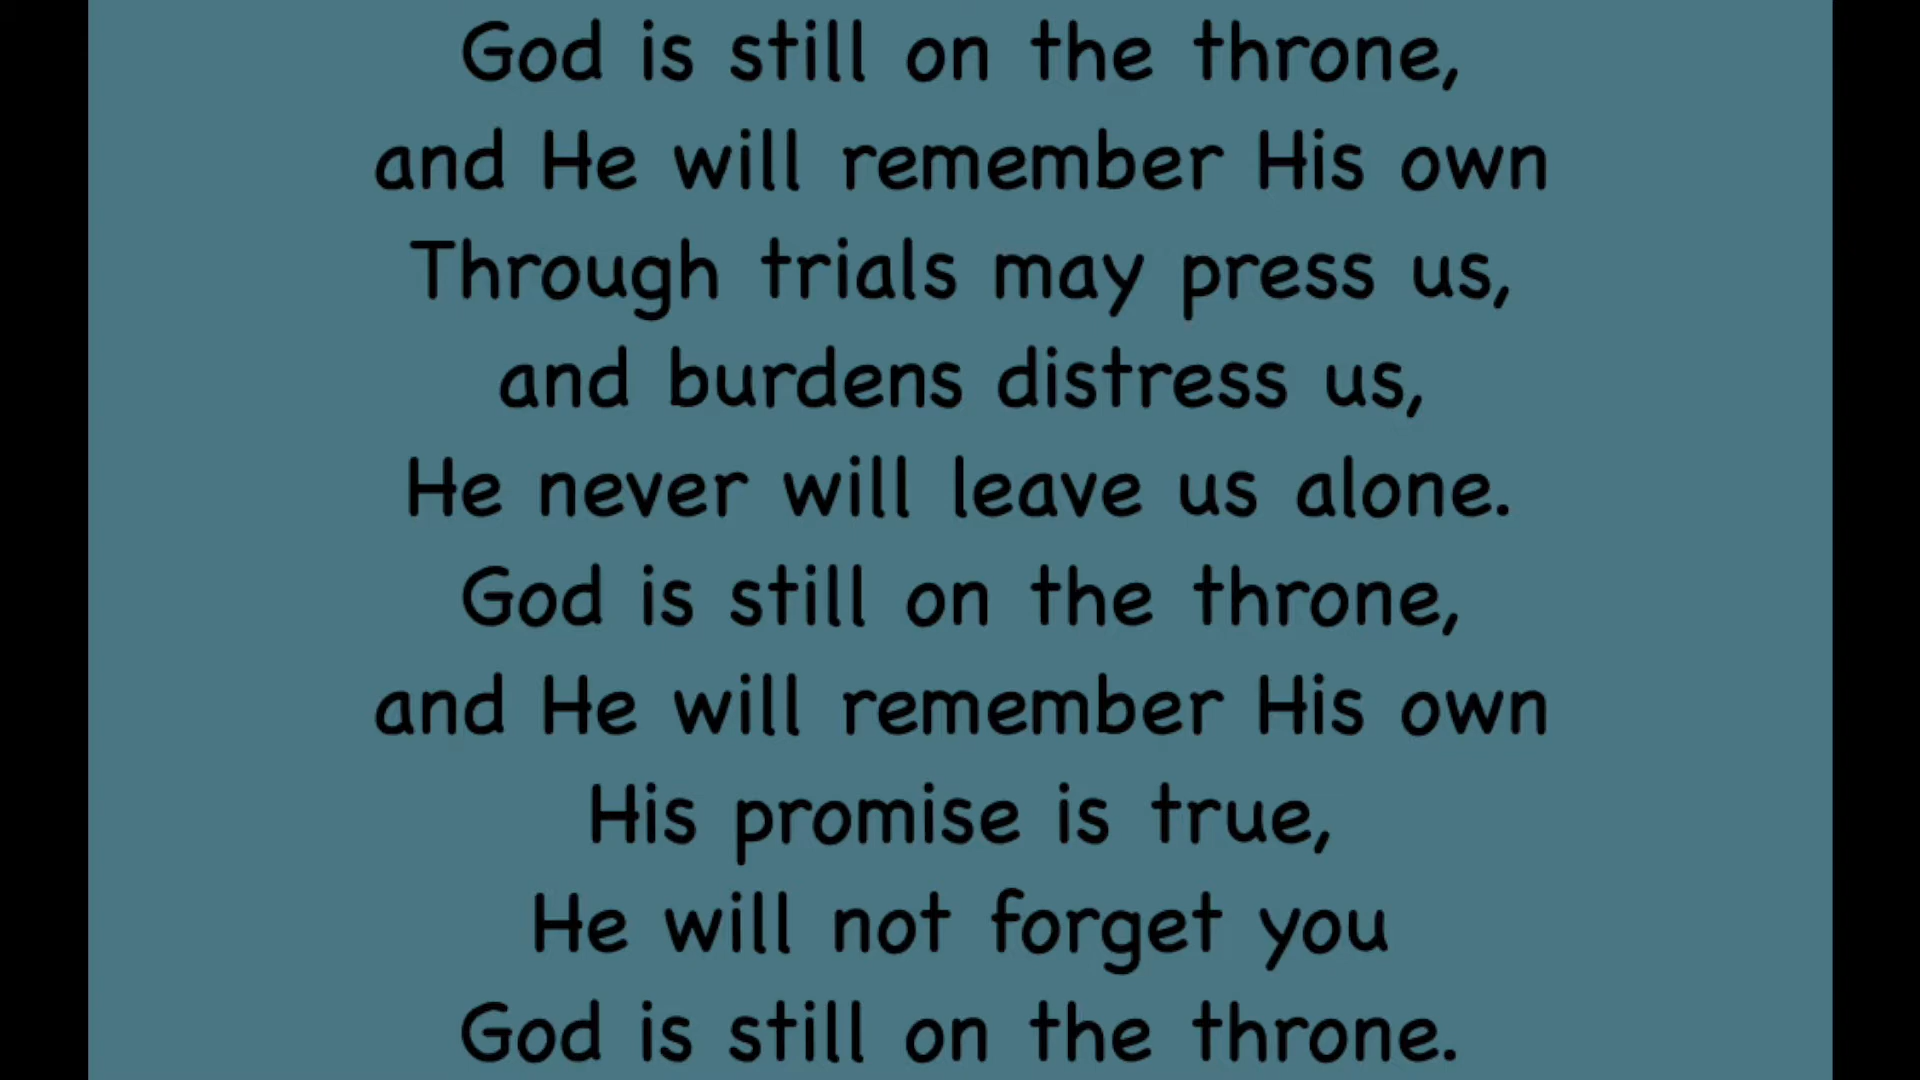 God is still on the throne,
and He will remember His own
Through trials may press us,
and burdens distress us,
He never will leave us alone.
God is still on the throne,
and He will remember His own
His promise is true,
He will not forget you
God is still on the throne.